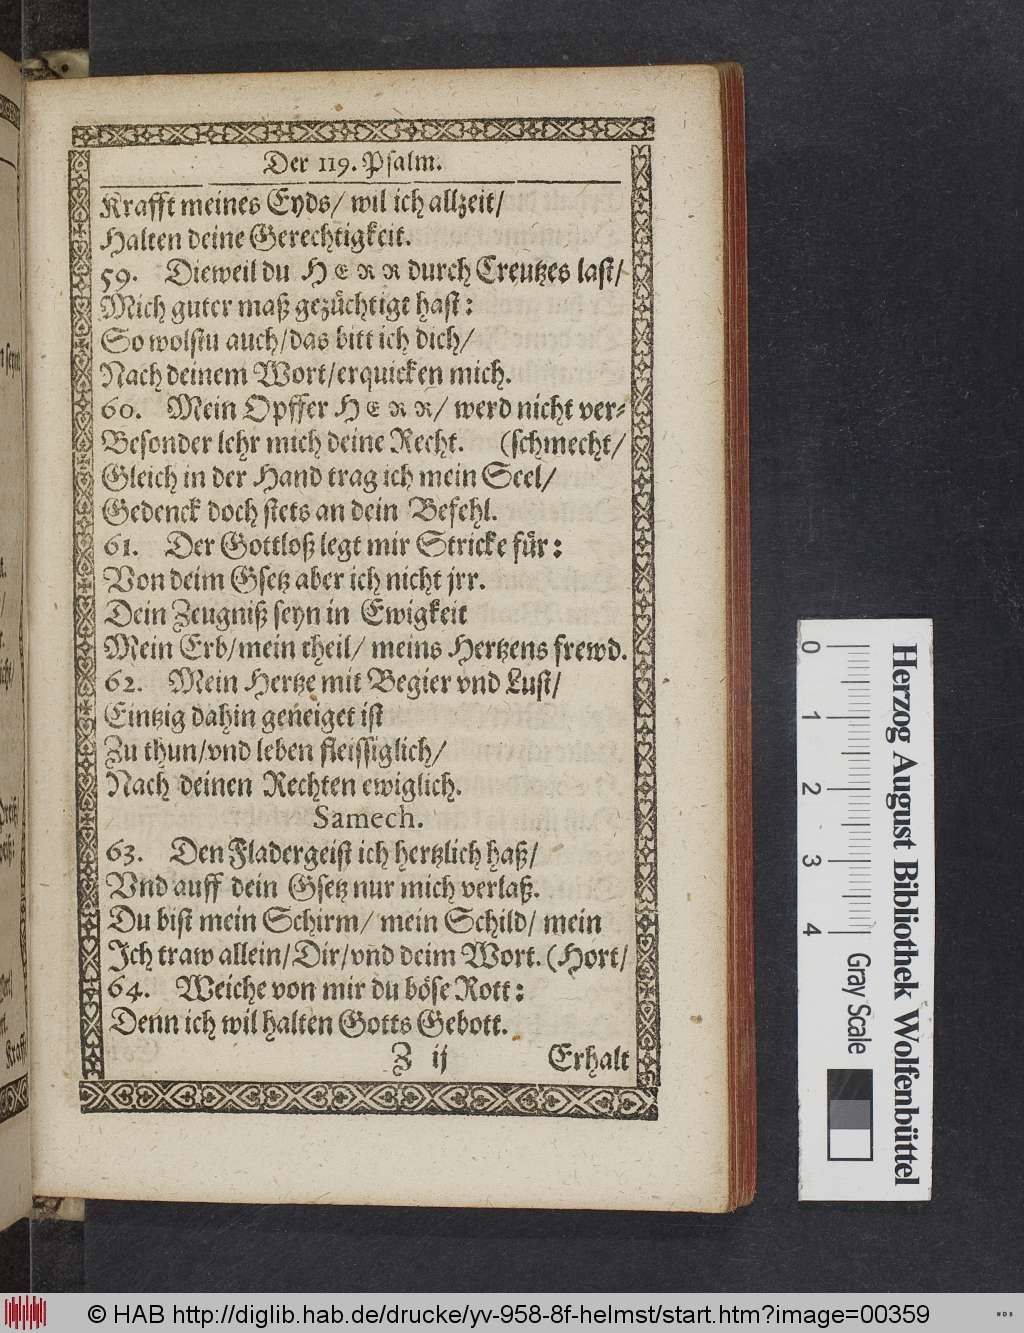 Der 119. Psalm.
Krafft meines Eyds/ wil ich allzeit/
Halten deine Gerechtigkeit.
59. Dieweil du HERR durch Creutzes last/
Mich guter maß gezüchtigt hast:
So wolstu auch/das bitt ich dich/
Nach deinem Wort/erquicken mich.
60. Mein Opffer HERR/ werd nicht ver-
Besonder lehr mich deine Recht. (schmecht/
Gleich in der Hand trag ich mein Seel/
Gedenck doch stets an dein Befehl.
61. Der Gottloß legt mir Stricke für:
Von deim Gsetz aber ich nicht jrr.
Dein Zeugniß seyn in Ewigkeit
Mein Erb/mein theil/ meins Hertzens frewd.
62. Mein Hertze mit Begier vnd Lust/
Eintzig dahin geneiget ist
Zu thun/vnd leben fleissiglich/
Nach deinen Rechten ewiglich.
Samech.
63. Den Fladergeist ich hertzlich haß/
Vnd auff dein Gsetz nur mich verlaß.
Du bist mein Schirm/ mein Schild/ mein
Ich traw allein/Dir/vnd deim Wort. (Hort/
64. Weiche von mir du böse Rott:
Denn ich wil halten Gotts Gebott.
Z ij Erhalt
Krafft
0 1 2 3 4
Gray Scale
Herzog August Bibliothek Wolfenbüttel
© HAB http://diglib.hab.de/drucke/yv-958-8f-helmst/start.htm?image=00359